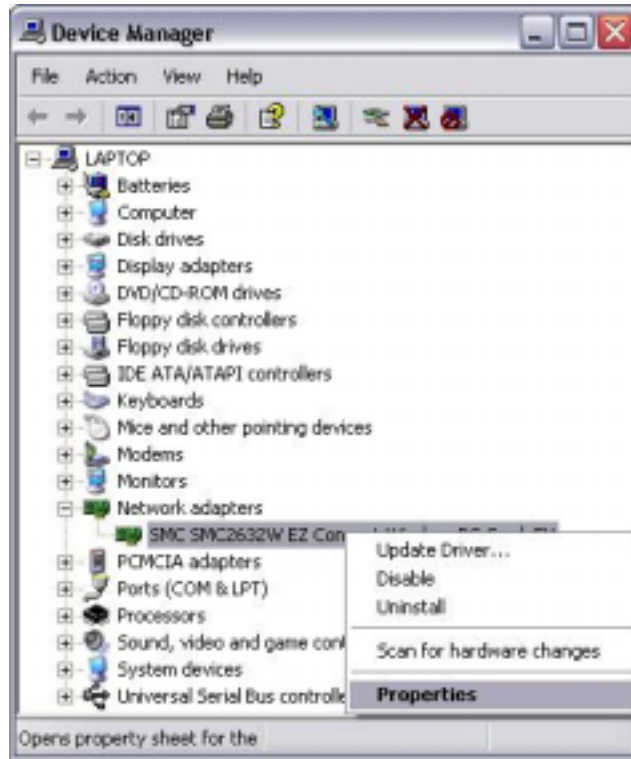 Device Manager
File Action View Help
LAPTOP
Batteries
Computer
Disk drives
Display adapters
DVD/CD-ROM drives
Floppy disk controllers
Floppy disk drives
IDE ATA/ATAPI controllers
Keyboards
Mice and other pointing devices
Modems
Monitors
Network adapters
SMC SMC2632W EZ Con
Update Driver...
PCMCIA adapters
Disable
Ports (COM & LPT)
Uninstall
Processors
Sound, video and game cont
Scan for hardware changes
System devices
Universal Serial Bus controlle
Properties
Opens property sheet for the